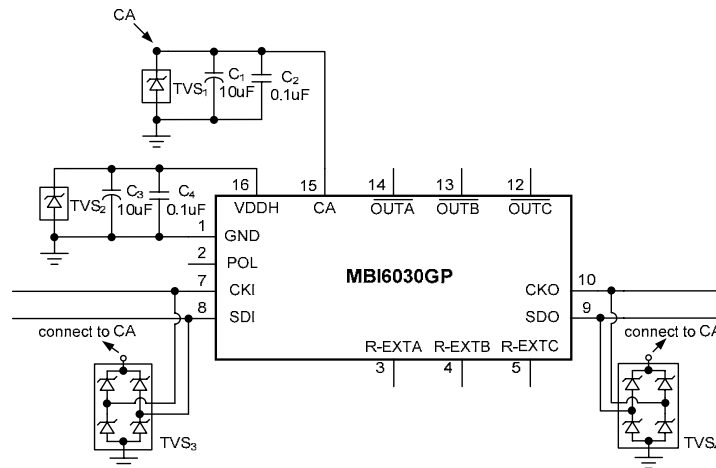 CA
TVS₁
C₁
10uF
C₂
0.1uF
TVS₂
C₃
10uF
C₄
0.1uF
16
15
14
13
12
VDDH
CA
OUTA
OUTB
OUTC
1
GND
2
POL
MBI6030GP
7
CKI
CKO
10
8
SDI
SDO
9
connect to CA
connect to CA
R-EXTA
R-EXTB
R-EXTC
3
4
5
TVS₃